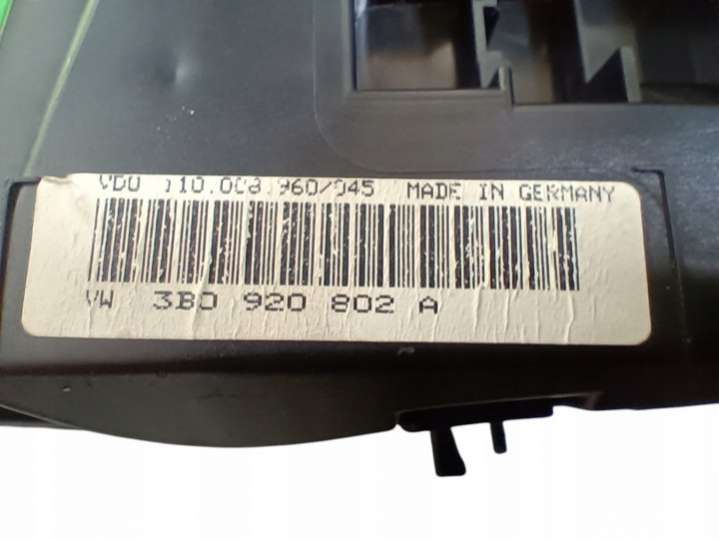 VDO 110.008.960/045 MADE IN GERMANY
VW 3B0 920 802 A